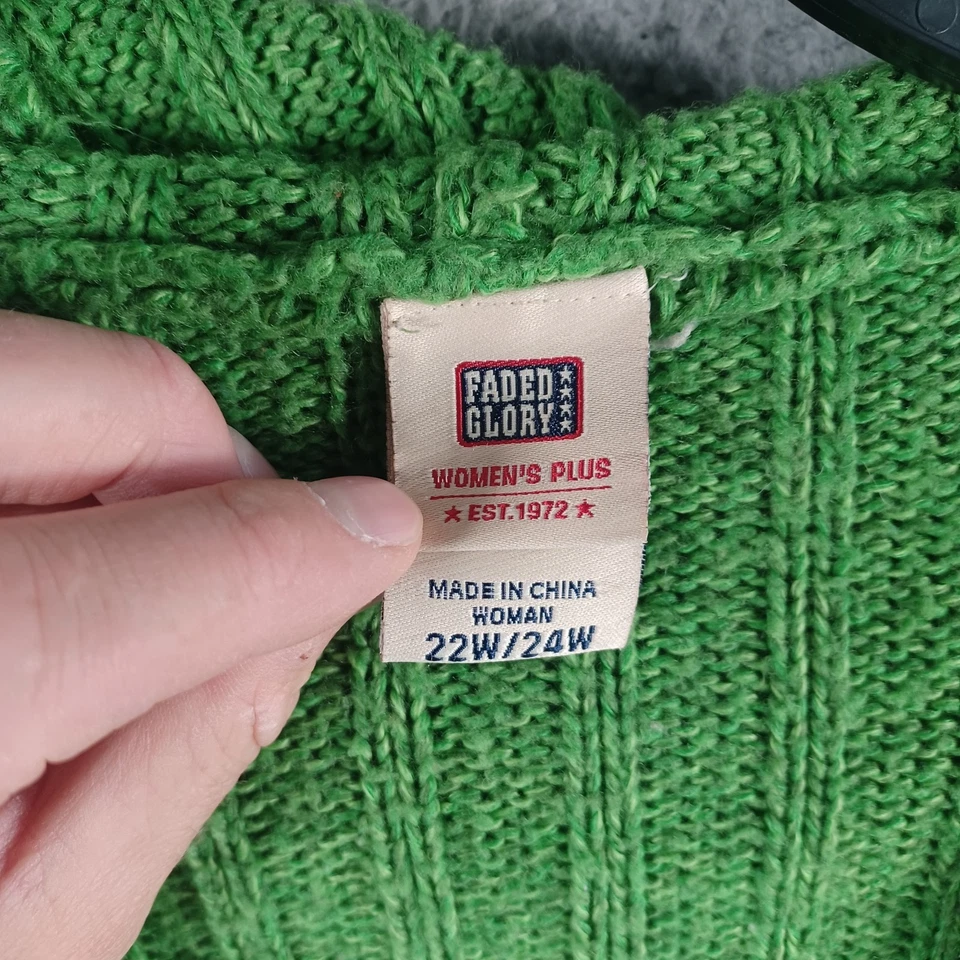 FADED
GLORY
WOMEN'S PLUS
★ EST.1972 ★
MADE IN CHINA
WOMAN
22W/24W